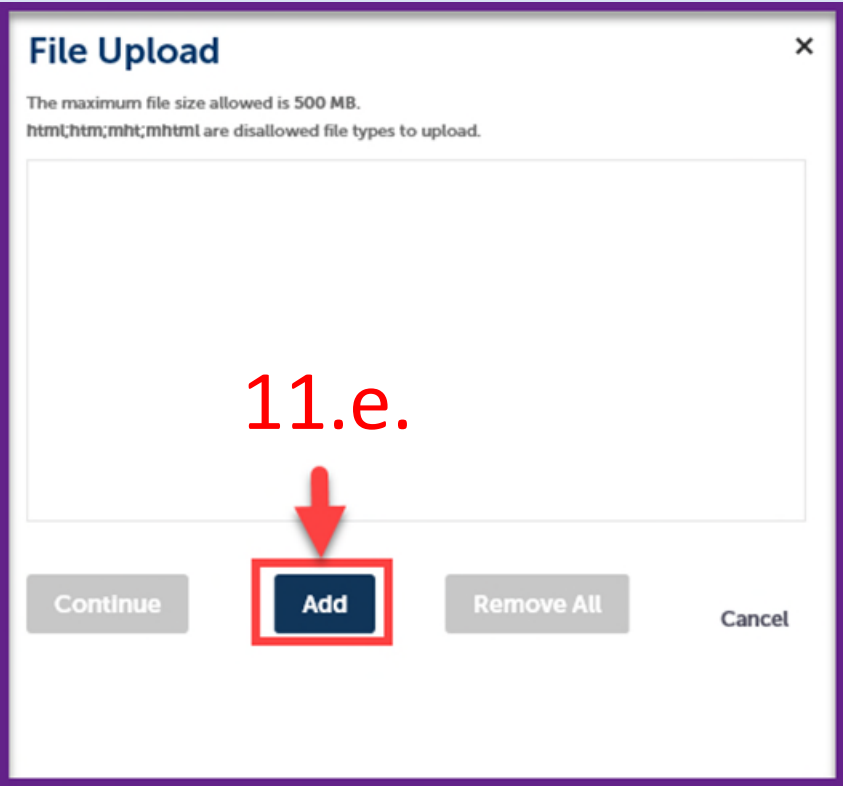 File Upload
×
The maximum file size allowed is 500 MB.
html;htm;mht;mhtml are disallowed file types to upload.
11.e.
Continue
Add
Remove All
Cancel